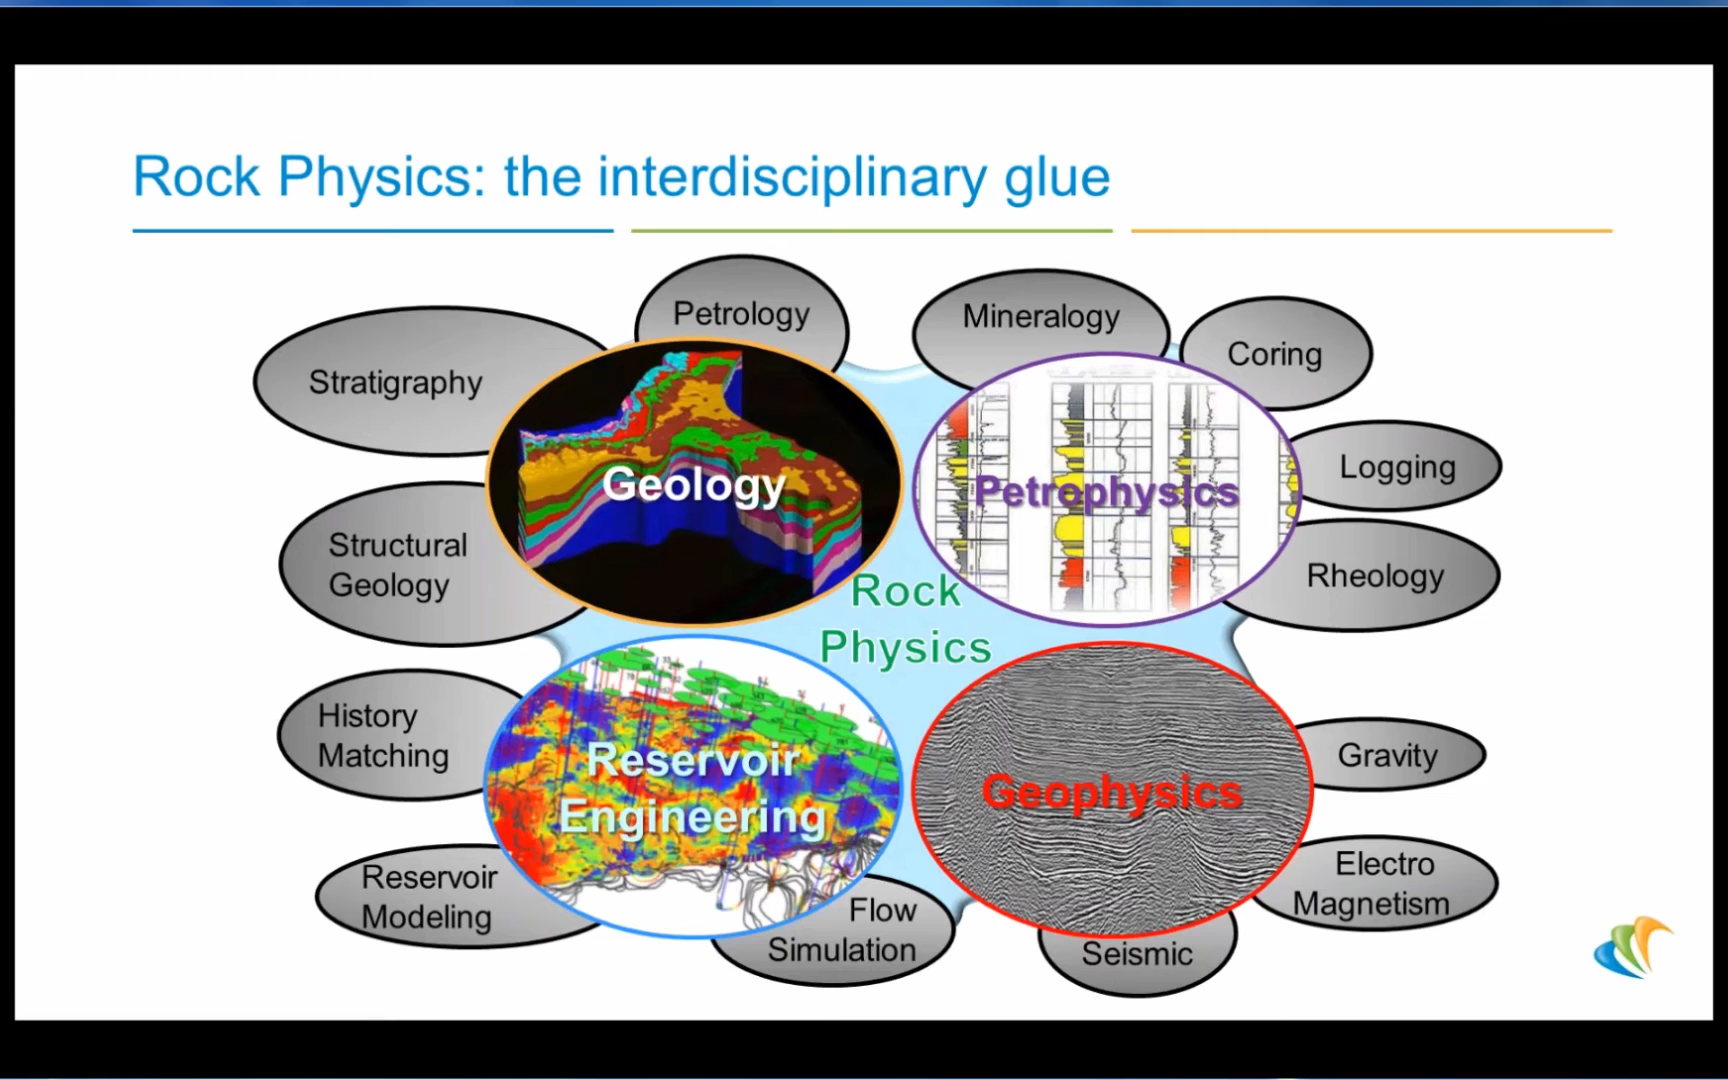 Rock Physics: the interdisciplinary glue
Petrology
Mineralogy
Coring
Stratigraphy
Logging
Geology
Petrophysics
Structural
Geology
Rheology
Rock
Physics
History
Matching
Reservoir
Engineering
Geophysics
Gravity
Reservoir
Modeling
Flow
Simulation
Seismic
Electro
Magnetism